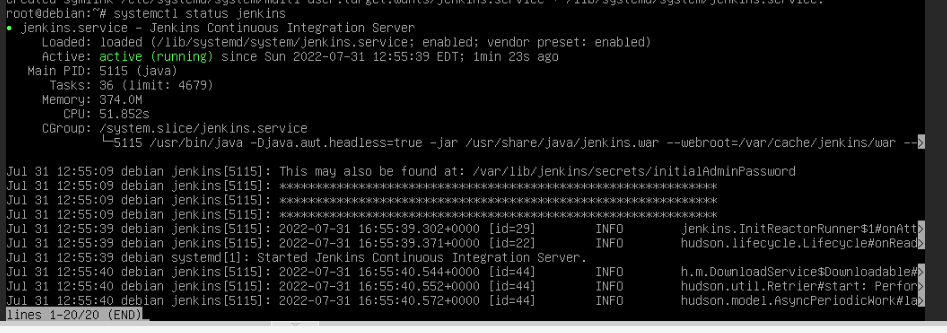 created symlink /etc/systemd/system/multi-user.target.wants/jenkins.service → /lib/systemd/system/jenkins.service.
root@debian:~# systemctl status jenkins
● jenkins.service – Jenkins Continuous Integration Server
Loaded: loaded (/lib/systemd/system/jenkins.service; enabled; vendor preset: enabled)
Active: active (running) since Sun 2022-07-31 12:55:39 EDT; 1min 23s ago
Main PID: 5115 (java)
Tasks: 36 (limit: 4679)
Memory: 374.0M
CPU: 51.852s
CGroup: /system.slice/jenkins.service
└─5115 /usr/bin/java -Djava.awt.headless=true -jar /usr/share/java/jenkins.war --webroot=/var/cache/jenkins/war -->
Jul 31 12:55:09 debian jenkins[5115]: This may also be found at: /var/lib/jenkins/secrets/initialAdminPassword
Jul 31 12:55:09 debian jenkins[5115]: *************************************************************
Jul 31 12:55:09 debian jenkins[5115]: *************************************************************
Jul 31 12:55:09 debian jenkins[5115]: *************************************************************
Jul 31 12:55:39 debian jenkins[5115]: 2022-07-31 16:55:39.302+0000 [id=29] INFO jenkins.InitReactorRunner$1#onAtt>
Jul 31 12:55:39 debian jenkins[5115]: 2022-07-31 16:55:39.371+0000 [id=22] INFO hudson.lifecycle.Lifecycle#onRead>
Jul 31 12:55:39 debian systemd[1]: Started Jenkins Continuous Integration Server.
Jul 31 12:55:40 debian jenkins[5115]: 2022-07-31 16:55:40.544+0000 [id=44] INFO h.m.DownloadService$Downloadable#>
Jul 31 12:55:40 debian jenkins[5115]: 2022-07-31 16:55:40.552+0000 [id=44] INFO hudson.util.Retrier#start: Perfor>
Jul 31 12:55:40 debian jenkins[5115]: 2022-07-31 16:55:40.572+0000 [id=44] INFO hudson.model.AsyncPeriodicWork#la>
lines 1-20/20 (END)